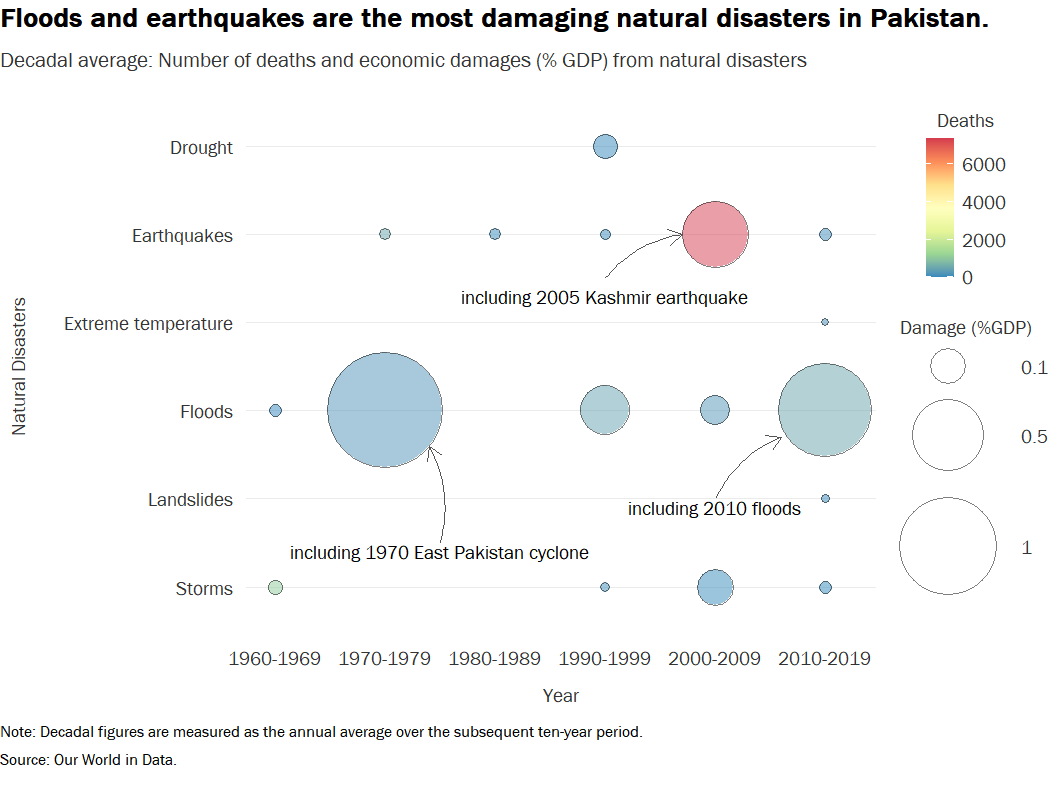 Floods and earthquakes are the most damaging natural disasters in Pakistan.
Decadal average: Number of deaths and economic damages (% GDP) from natural disasters
Natural Disasters
Drought
Earthquakes
Extreme temperature
Floods
Landslides
Storms
including 2005 Kashmir earthquake
including 2010 floods
including 1970 East Pakistan cyclone
1960-1969
1970-1979
1980-1989
1990-1999
2000-2009
2010-2019
Year
Deaths
6000
4000
2000
0
Damage (%GDP)
0.1
0.5
1
Note: Decadal figures are measured as the annual average over the subsequent ten-year period.
Source: Our World in Data.